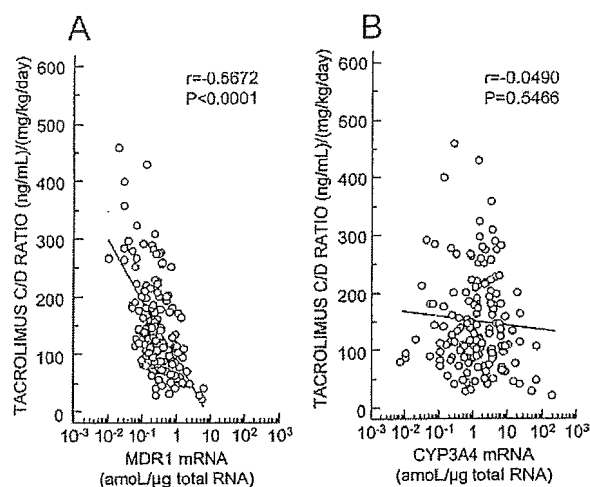 A
B
r=-0.5672
P<0.0001
r=-0.0490
P=0.5466
TACROLIMUS C/D RATIO (ng/mL)/(mg/kg/day)
600
500
400
300
200
100
0
10-3 10-2 10-1 1 10 102 103
MDR1 mRNA
(amoL/µg total RNA)
TACROLIMUS C/D RATIO (ng/mL)/(mg/kg/day)
600
500
400
300
200
100
0
10-3 10-2 10-1 1 10 102 103
CYP3A4 mRNA
(amoL/µg total RNA)